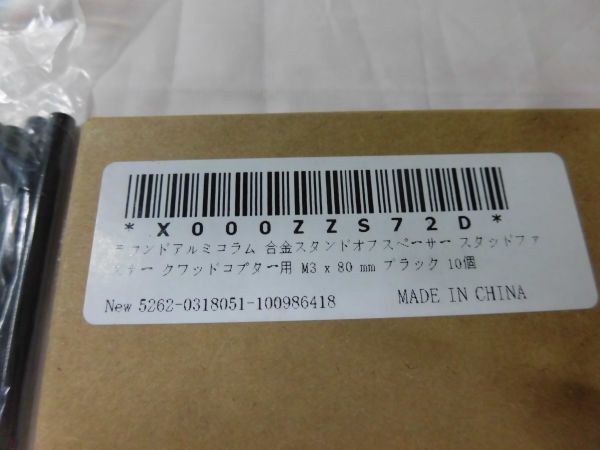 *X000ZZS72D*
ラウンドアルミコラム 合金スタンドオフスペーサー スタッドファ
スナー クワッドコプター用 M3 x 80 mm ブラック 10個
New 5262-0318051-100986418 MADE IN CHINA